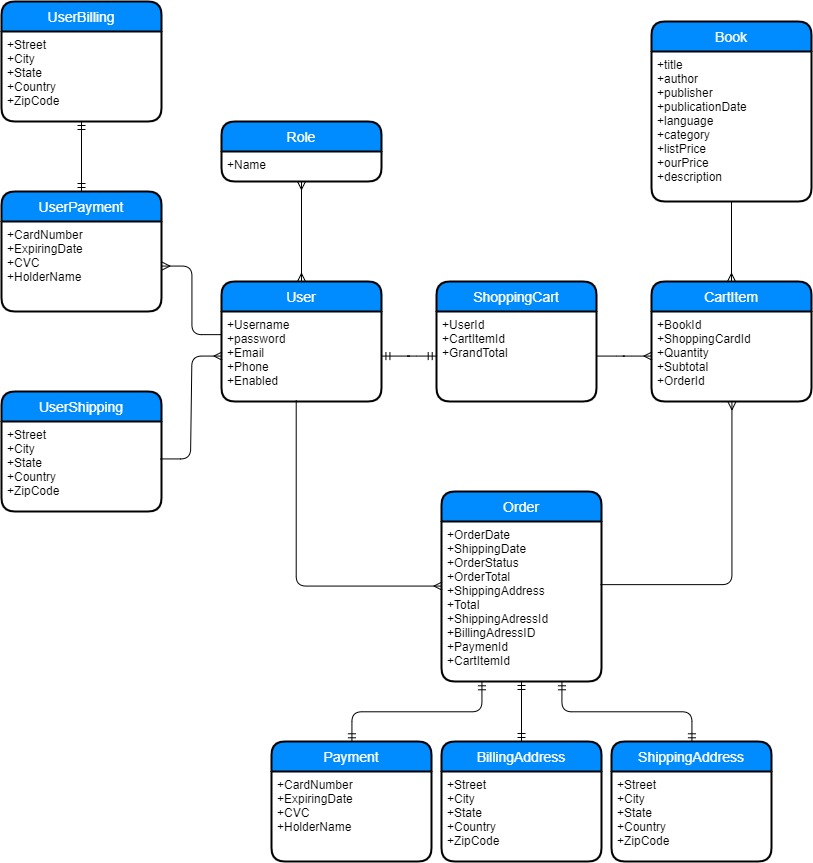 UserBilling
+Street
+City
+State
+Country
+ZipCode
Book
+title
+author
+publisher
+publicationDate
+language
+category
+listPrice
+ourPrice
+description
Role
+Name
UserPayment
+CardNumber
+ExpiringDate
+CVC
+HolderName
User
+Username
+password
+Email
+Phone
+Enabled
ShoppingCart
+UserId
+CartItemId
+GrandTotal
CartItem
+BookId
+ShoppingCardId
+Quantity
+Subtotal
+OrderId
UserShipping
+Street
+City
+State
+Country
+ZipCode
Order
+OrderDate
+ShippingDate
+OrderStatus
+OrderTotal
+ShippingAddress
+Total
+ShippingAdressId
+BillingAdressID
+PaymenId
+CartItemId
Payment
+CardNumber
+ExpiringDate
+CVC
+HolderName
BillingAddress
+Street
+City
+State
+Country
+ZipCode
ShippingAddress
+Street
+City
+State
+Country
+ZipCode